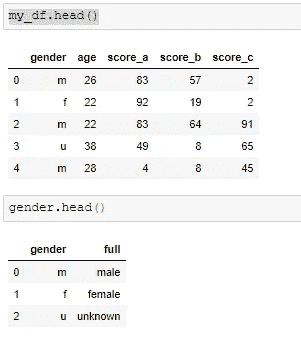 my_df.head()
gender age score_a score_b score_c
0 m 26 83 57 2
1 f 22 92 19 2
2 m 22 83 64 91
3 u 38 49 8 65
4 m 28 4 8 45
gender.head()
gender full
0 m male
1 f female
2 u unknown